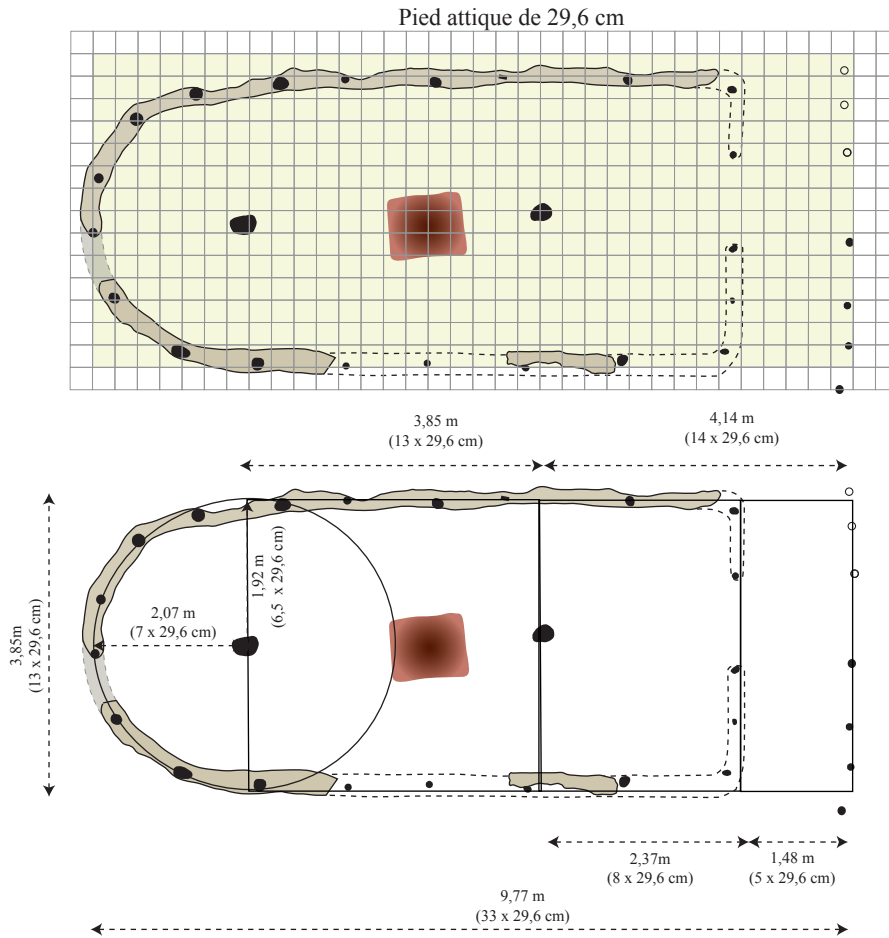 Pied attique de 29,6 cm
3,85 m
(13 x 29,6 cm)
4,14 m
(14 x 29,6 cm)
3,85m
(13 x 29,6 cm)
2,07 m
(7 x 29,6 cm)
1,92 m
(6,5 x 29,6 cm)
2,37m
(8 x 29,6 cm)
1,48 m
(5 x 29,6 cm)
9,77 m
(33 x 29,6 cm)